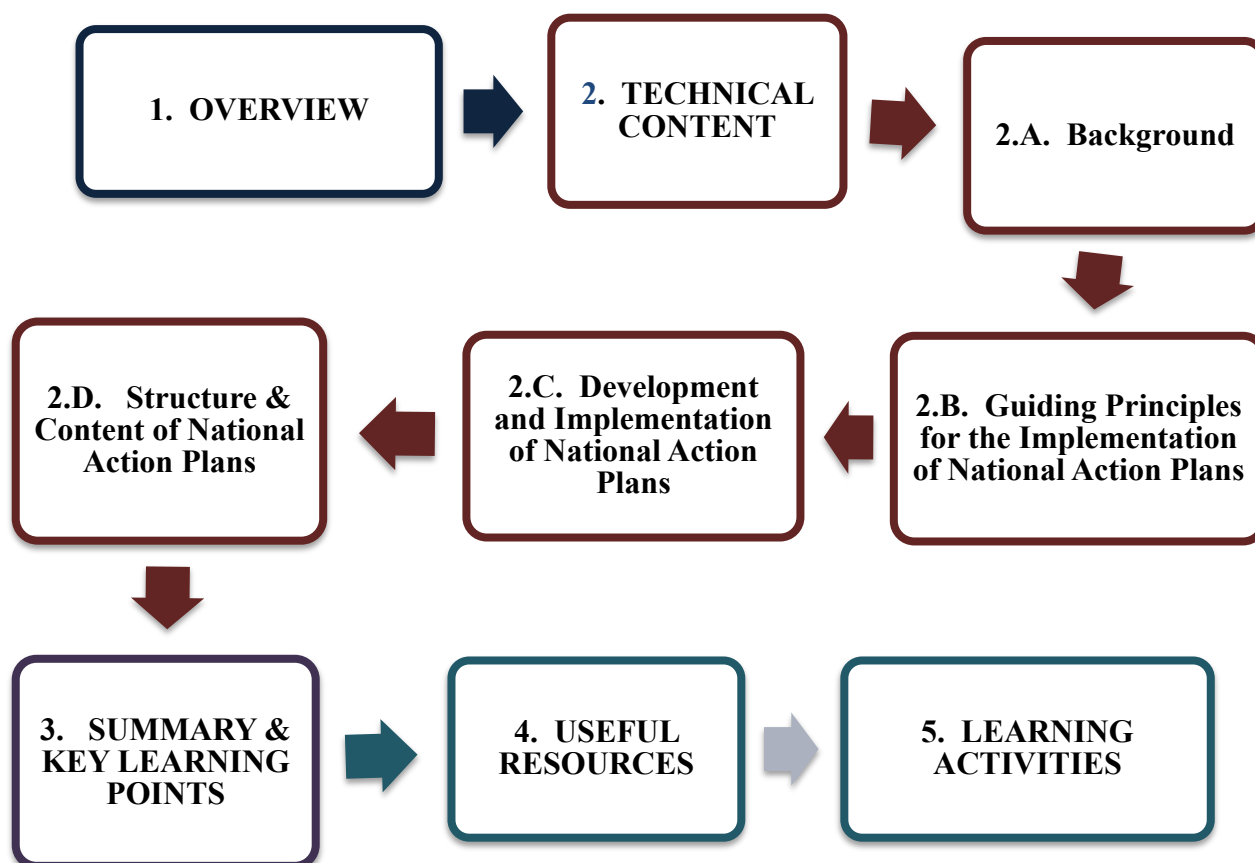 1. OVERVIEW
2. TECHNICAL
CONTENT
2.A. Background
2.B. Guiding Principles
for the Implementation
of National Action Plans
2.C. Development
and Implementation
of National Action
Plans
2.D. Structure &
Content of National
Action Plans
3. SUMMARY &
KEY LEARNING
POINTS
4. USEFUL
RESOURCES
5. LEARNING
ACTIVITIES